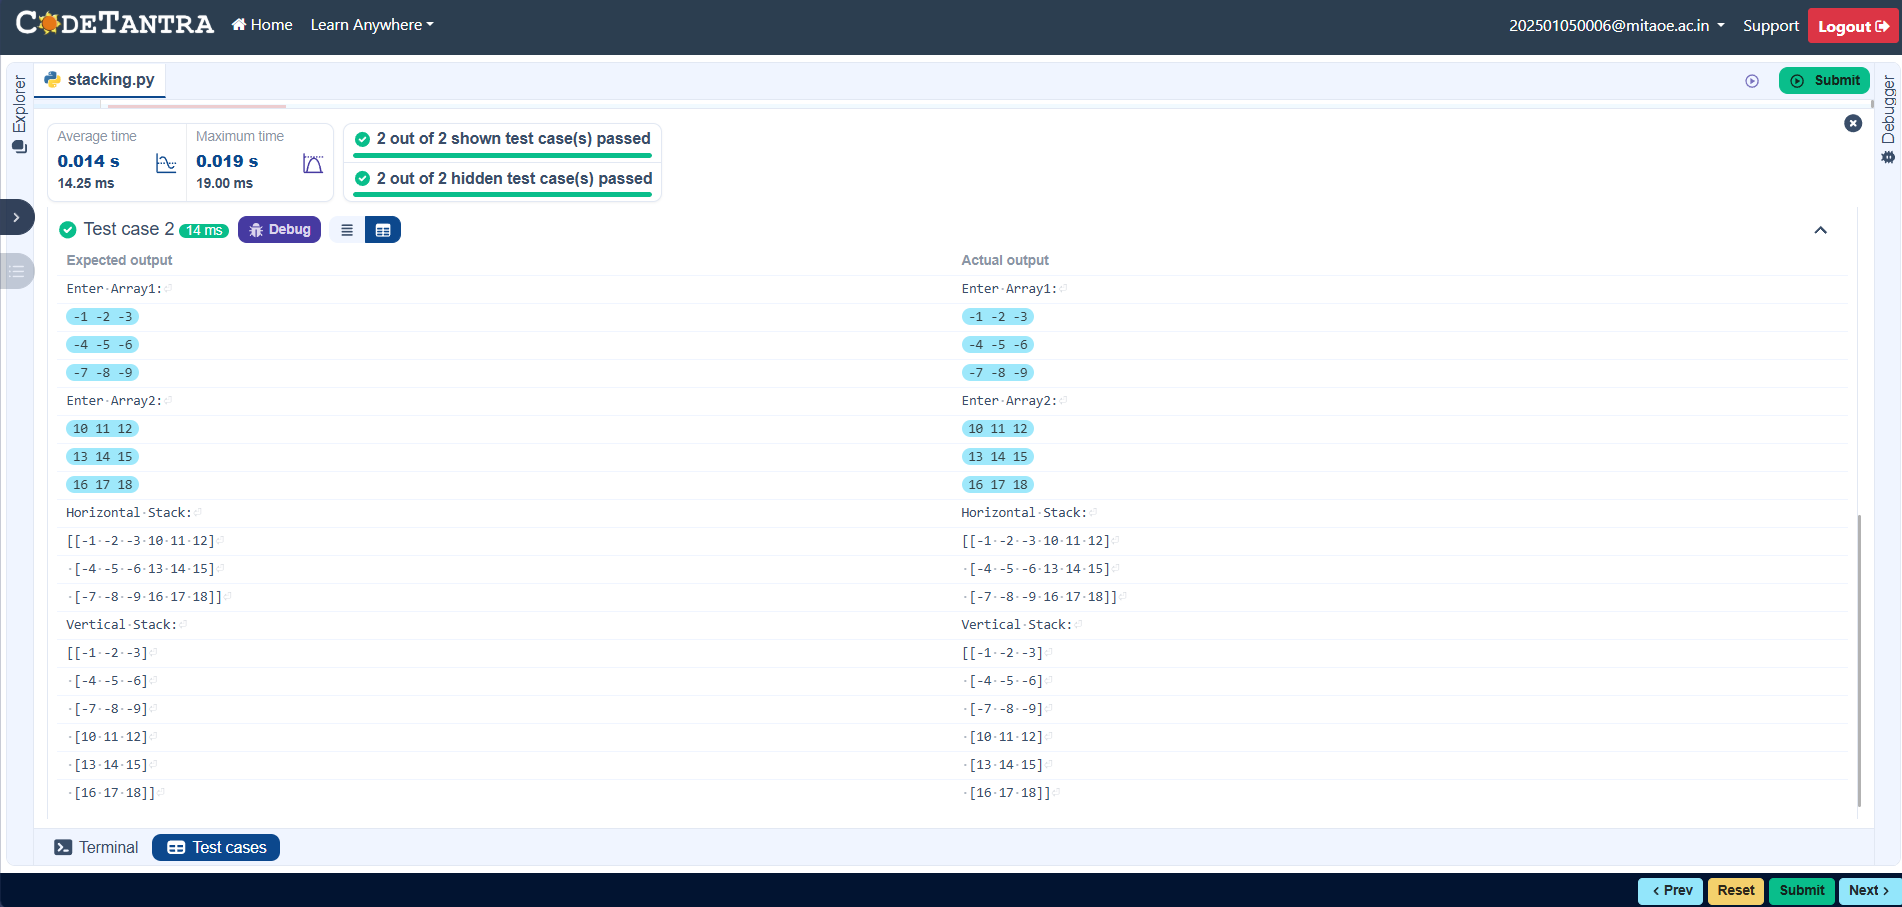 CODETANTRA Home Learn Anywhere 202501050006@mitaoe.ac.in Support Logout
Explorer
stacking.py
Submit
Debugger
Average time
0.014 s
14.25 ms
Maximum time
0.019 s
19.00 ms
2 out of 2 shown test case(s) passed
2 out of 2 hidden test case(s) passed
Test case 2 14 ms Debug
Expected output Actual output
Enter·Array1: Enter·Array1:
-1 -2 -3 -1 -2 -3
-4 -5 -6 -4 -5 -6
-7 -8 -9 -7 -8 -9
Enter·Array2: Enter·Array2:
10 11 12 10 11 12
13 14 15 13 14 15
16 17 18 16 17 18
Horizontal·Stack: Horizontal·Stack:
[[-1·-2·-3·10·11·12] [[-1·-2·-3·10·11·12]
·[-4·-5·-6·13·14·15] ·[-4·-5·-6·13·14·15]
·[-7·-8·-9·16·17·18]] ·[-7·-8·-9·16·17·18]]
Vertical·Stack: Vertical·Stack:
[[-1·-2·-3] [[-1·-2·-3]
·[-4·-5·-6] ·[-4·-5·-6]
·[-7·-8·-9] ·[-7·-8·-9]
·[10·11·12] ·[10·11·12]
·[13·14·15] ·[13·14·15]
·[16·17·18]] ·[16·17·18]]
Terminal Test cases
Prev Reset Submit Next